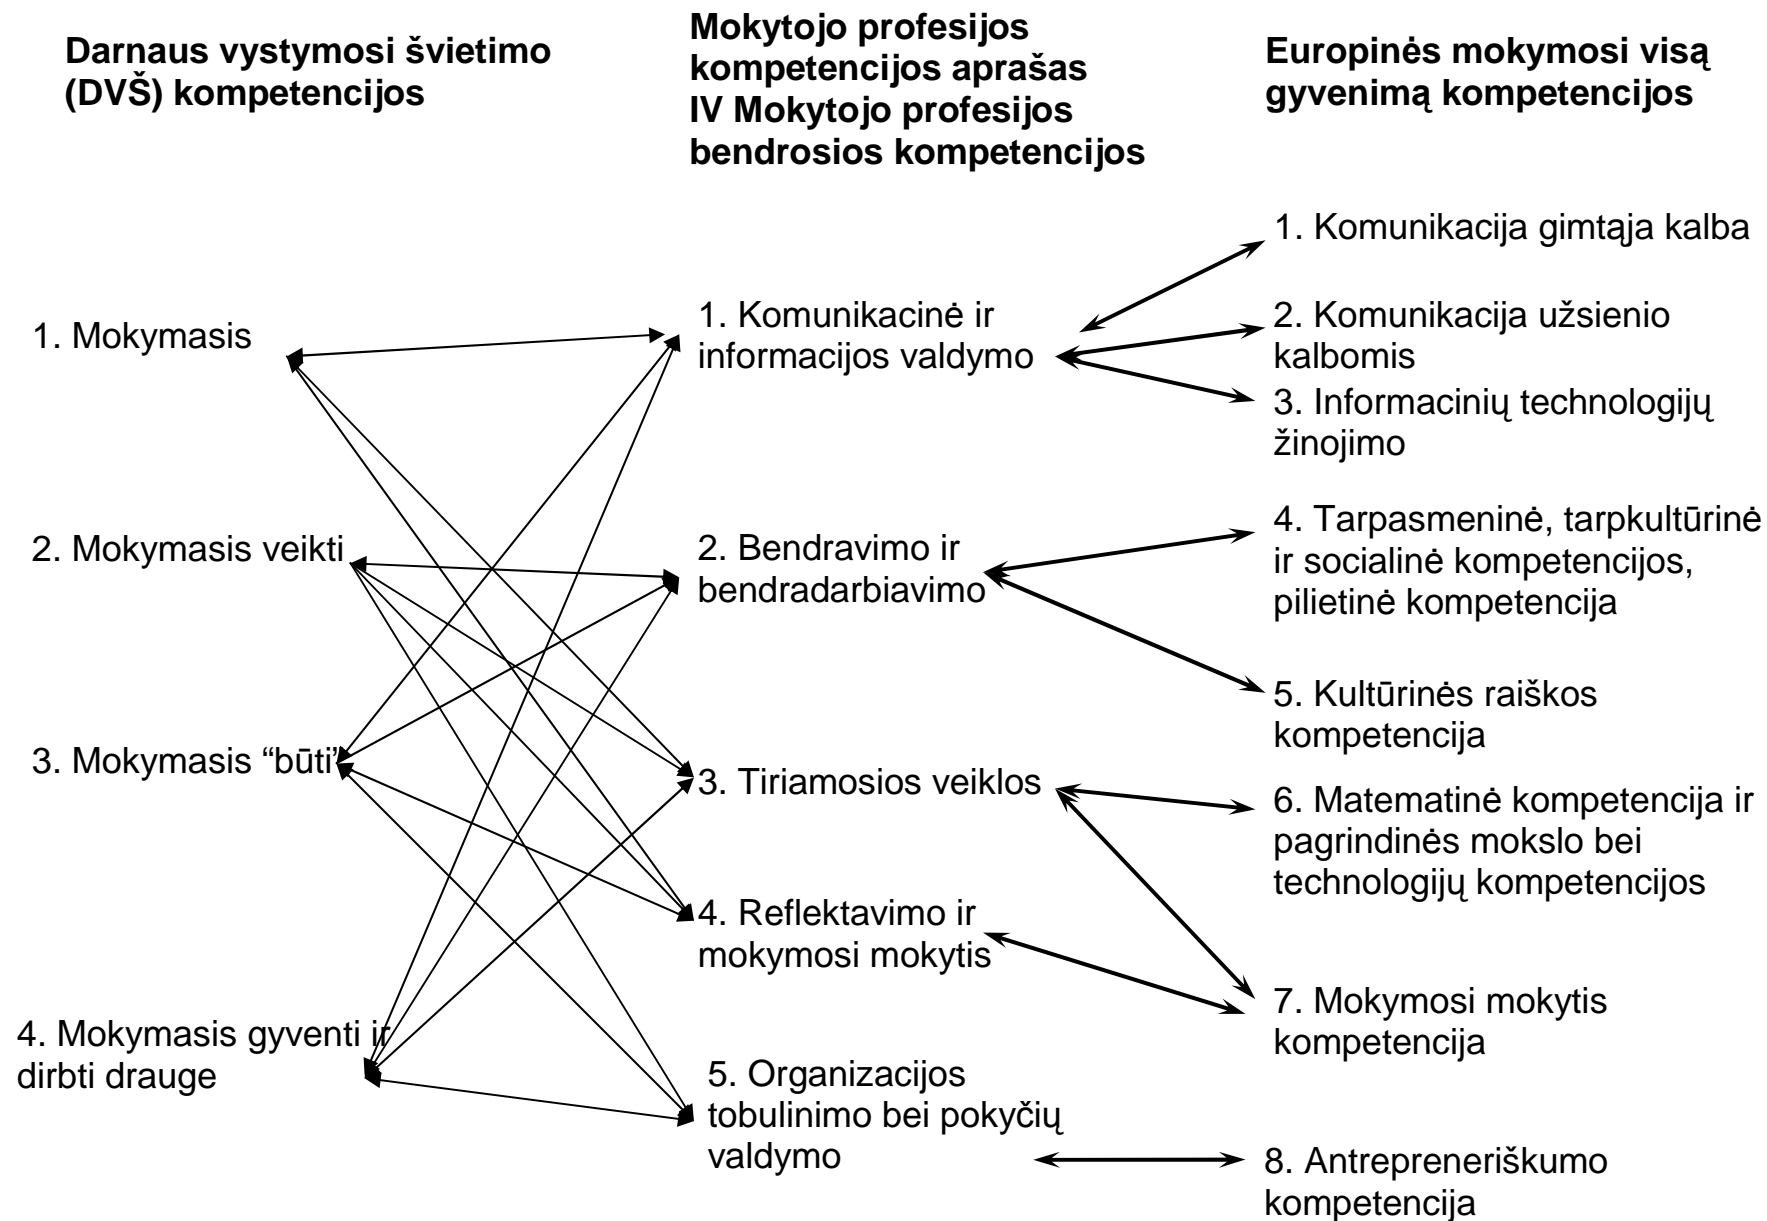 Darnaus vystymosi švietimo
(DVŠ) kompetencijos
Mokytojo profesijos
kompetencijos aprašas
IV Mokytojo profesijos
bendrosios kompetencijos
Europinės mokymosi visą
gyvenimą kompetencijos
1. Mokymasis
2. Mokymasis veikti
3. Mokymasis “būti”
4. Mokymasis gyventi ir
dirbti drauge
1. Komunikacinė ir
informacijos valdymo
2. Bendravimo ir
bendradarbiavimo
3. Tiriamosios veiklos
4. Reflektavimo ir
mokymosi mokytis
5. Organizacijos
tobulinimo bei pokyčių
valdymo
1. Komunikacija gimtąja kalba
2. Komunikacija užsienio
kalbomis
3. Informacinių technologijų
žinojimo
4. Tarpasmeninė, tarpkultūrinė
ir socialinė kompetencijos,
pilietinė kompetencija
5. Kultūrinės raiškos
kompetencija
6. Matematinė kompetencija ir
pagrindinės mokslo bei
technologijų kompetencijos
7. Mokymosi mokytis
kompetencija
8. Antrepreneriškumo
kompetencija